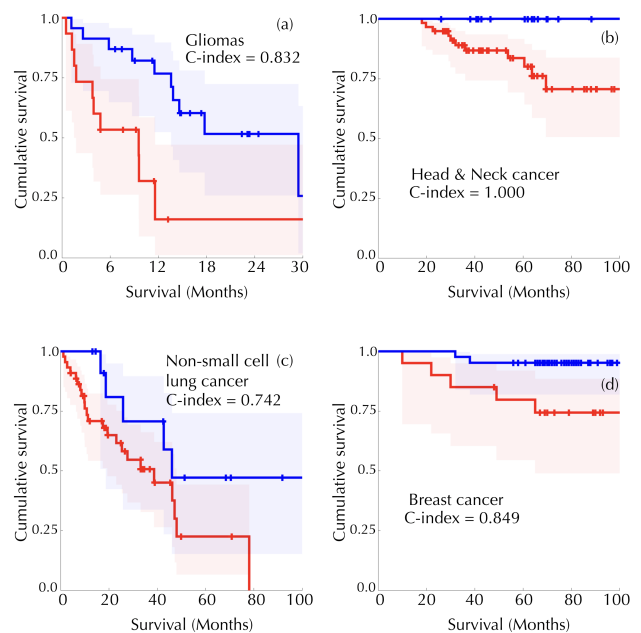 (a)
Gliomas
C-index = 0.832
Cumulative survival
1.0
0.75
0.5
0.25
0.0
0 6 12 18 24 30
Survival (Months)
(b)
Head & Neck cancer
C-index = 1.000
Cumulative survival
1.0
0.75
0.5
0.25
0.0
0 20 40 60 80 100
Survival (Months)
Non-small cell (c)
lung cancer
C-index = 0.742
Cumulative survival
1.0
0.75
0.5
0.25
0.0
0 20 40 60 80 100
Survival (Months)
(d)
Breast cancer
C-index = 0.849
Cumulative survival
1.0
0.75
0.5
0.25
0.0
0 20 40 60 80 100
Survival (Months)